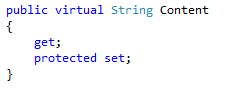 public virtual String Content
{
    get;
    protected set;
}